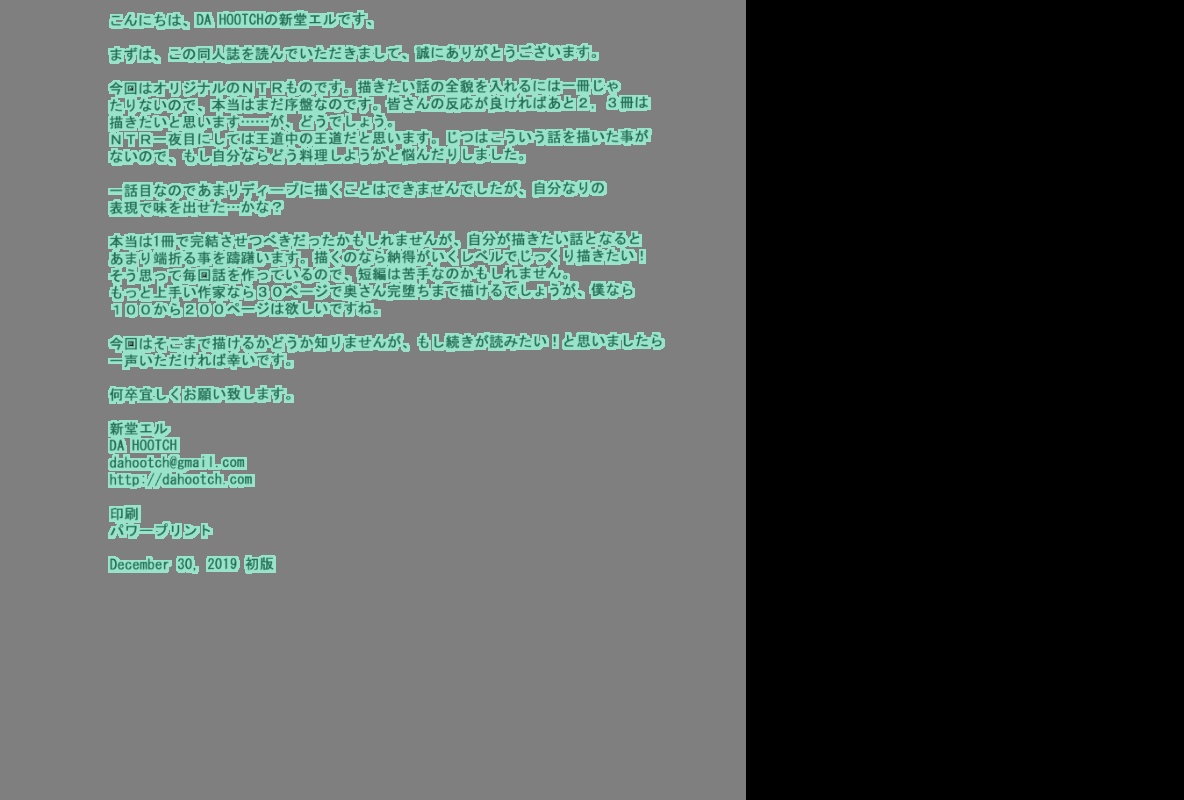 こんにちは、DA HOOTCHの新堂エルです、
まずは、この同人誌を読んでいただきまして、誠にありがとうございます。
今回はオリジナルのＮＴＲものです。描きたい話の全貌を入れるには一冊じゃ
たりないので、本当はまだ序盤なのです。皆さんの反応が良ければあと２，３冊は
描きたいと思います……が、どうでしょう。
ＮＴＲ一夜目にしては王道中の王道だと思います。じつはこういう話を描いた事が
ないので、もし自分ならどう料理しようかと悩んだりしました。
一話目なのであまりディープに描くことはできませんでしたが、自分なりの
表現で味を出せた…かな？
本当は1冊で完結させつべきだったかもしれませんが、自分が描きたい話となると
あまり端折る事を躊躇います。描くのなら納得がいくレベルでじっくり描きたい！
そう思って毎回話を作っているので、短編は苦手なのかもしれません。
もっと上手い作家なら３０ページで奥さん完堕ちまで描けるでしょうが、僕なら
１００から２００ページは欲しいですね。
今回はそこまで描けるかどうか知りませんが、もし続きが読みたい！と思いましたら
一声いただければ幸いです。
何卒宜しくお願い致します。
新堂エル
DA HOOTCH
dahootch@gmail.com
http://dahootch.com
印刷
パワープリント
December 30, 2019 初版